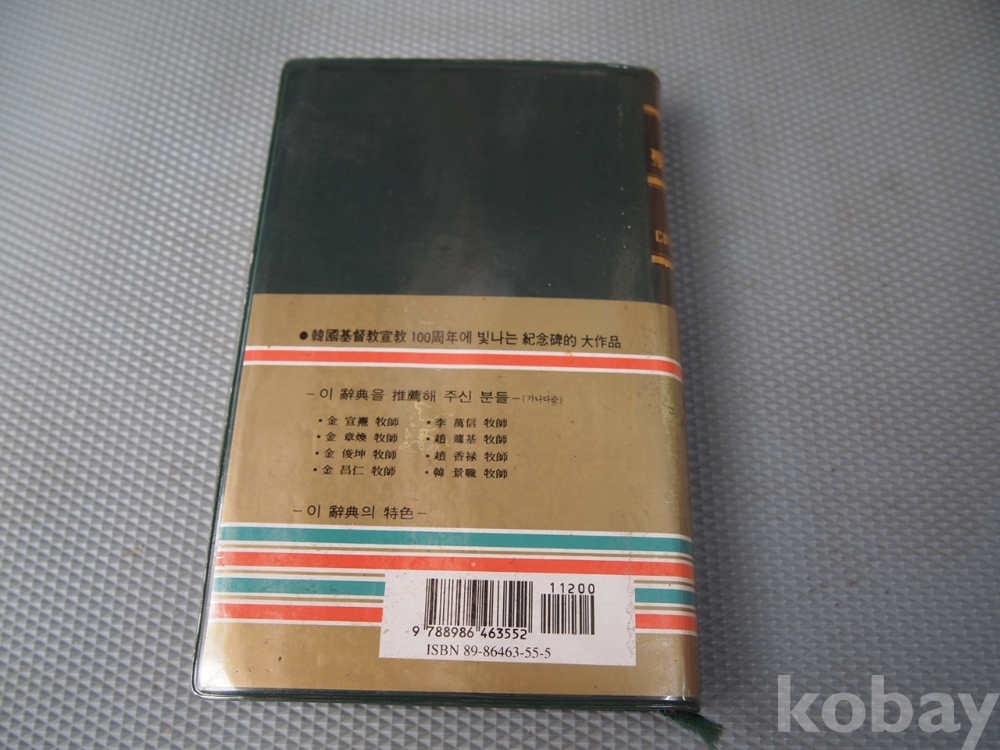 ● 韓國基督教宣教 100周年에 빛나는 紀念碑的 大作品
– 이 辭典을 推薦해 주신 분들 – (가나다순)
• 金 宣熹 牧師 • 李 萬信 牧師
• 金 章煥 牧師 • 趙 鏞基 牧師
• 金 俊坤 牧師 • 趙 香祿 牧師
• 金 昌仁 牧師 • 韓 景職 牧師
– 이 辭典의 特色 –
11200
9 788986 463552
ISBN 89-86463-55-5
kobay